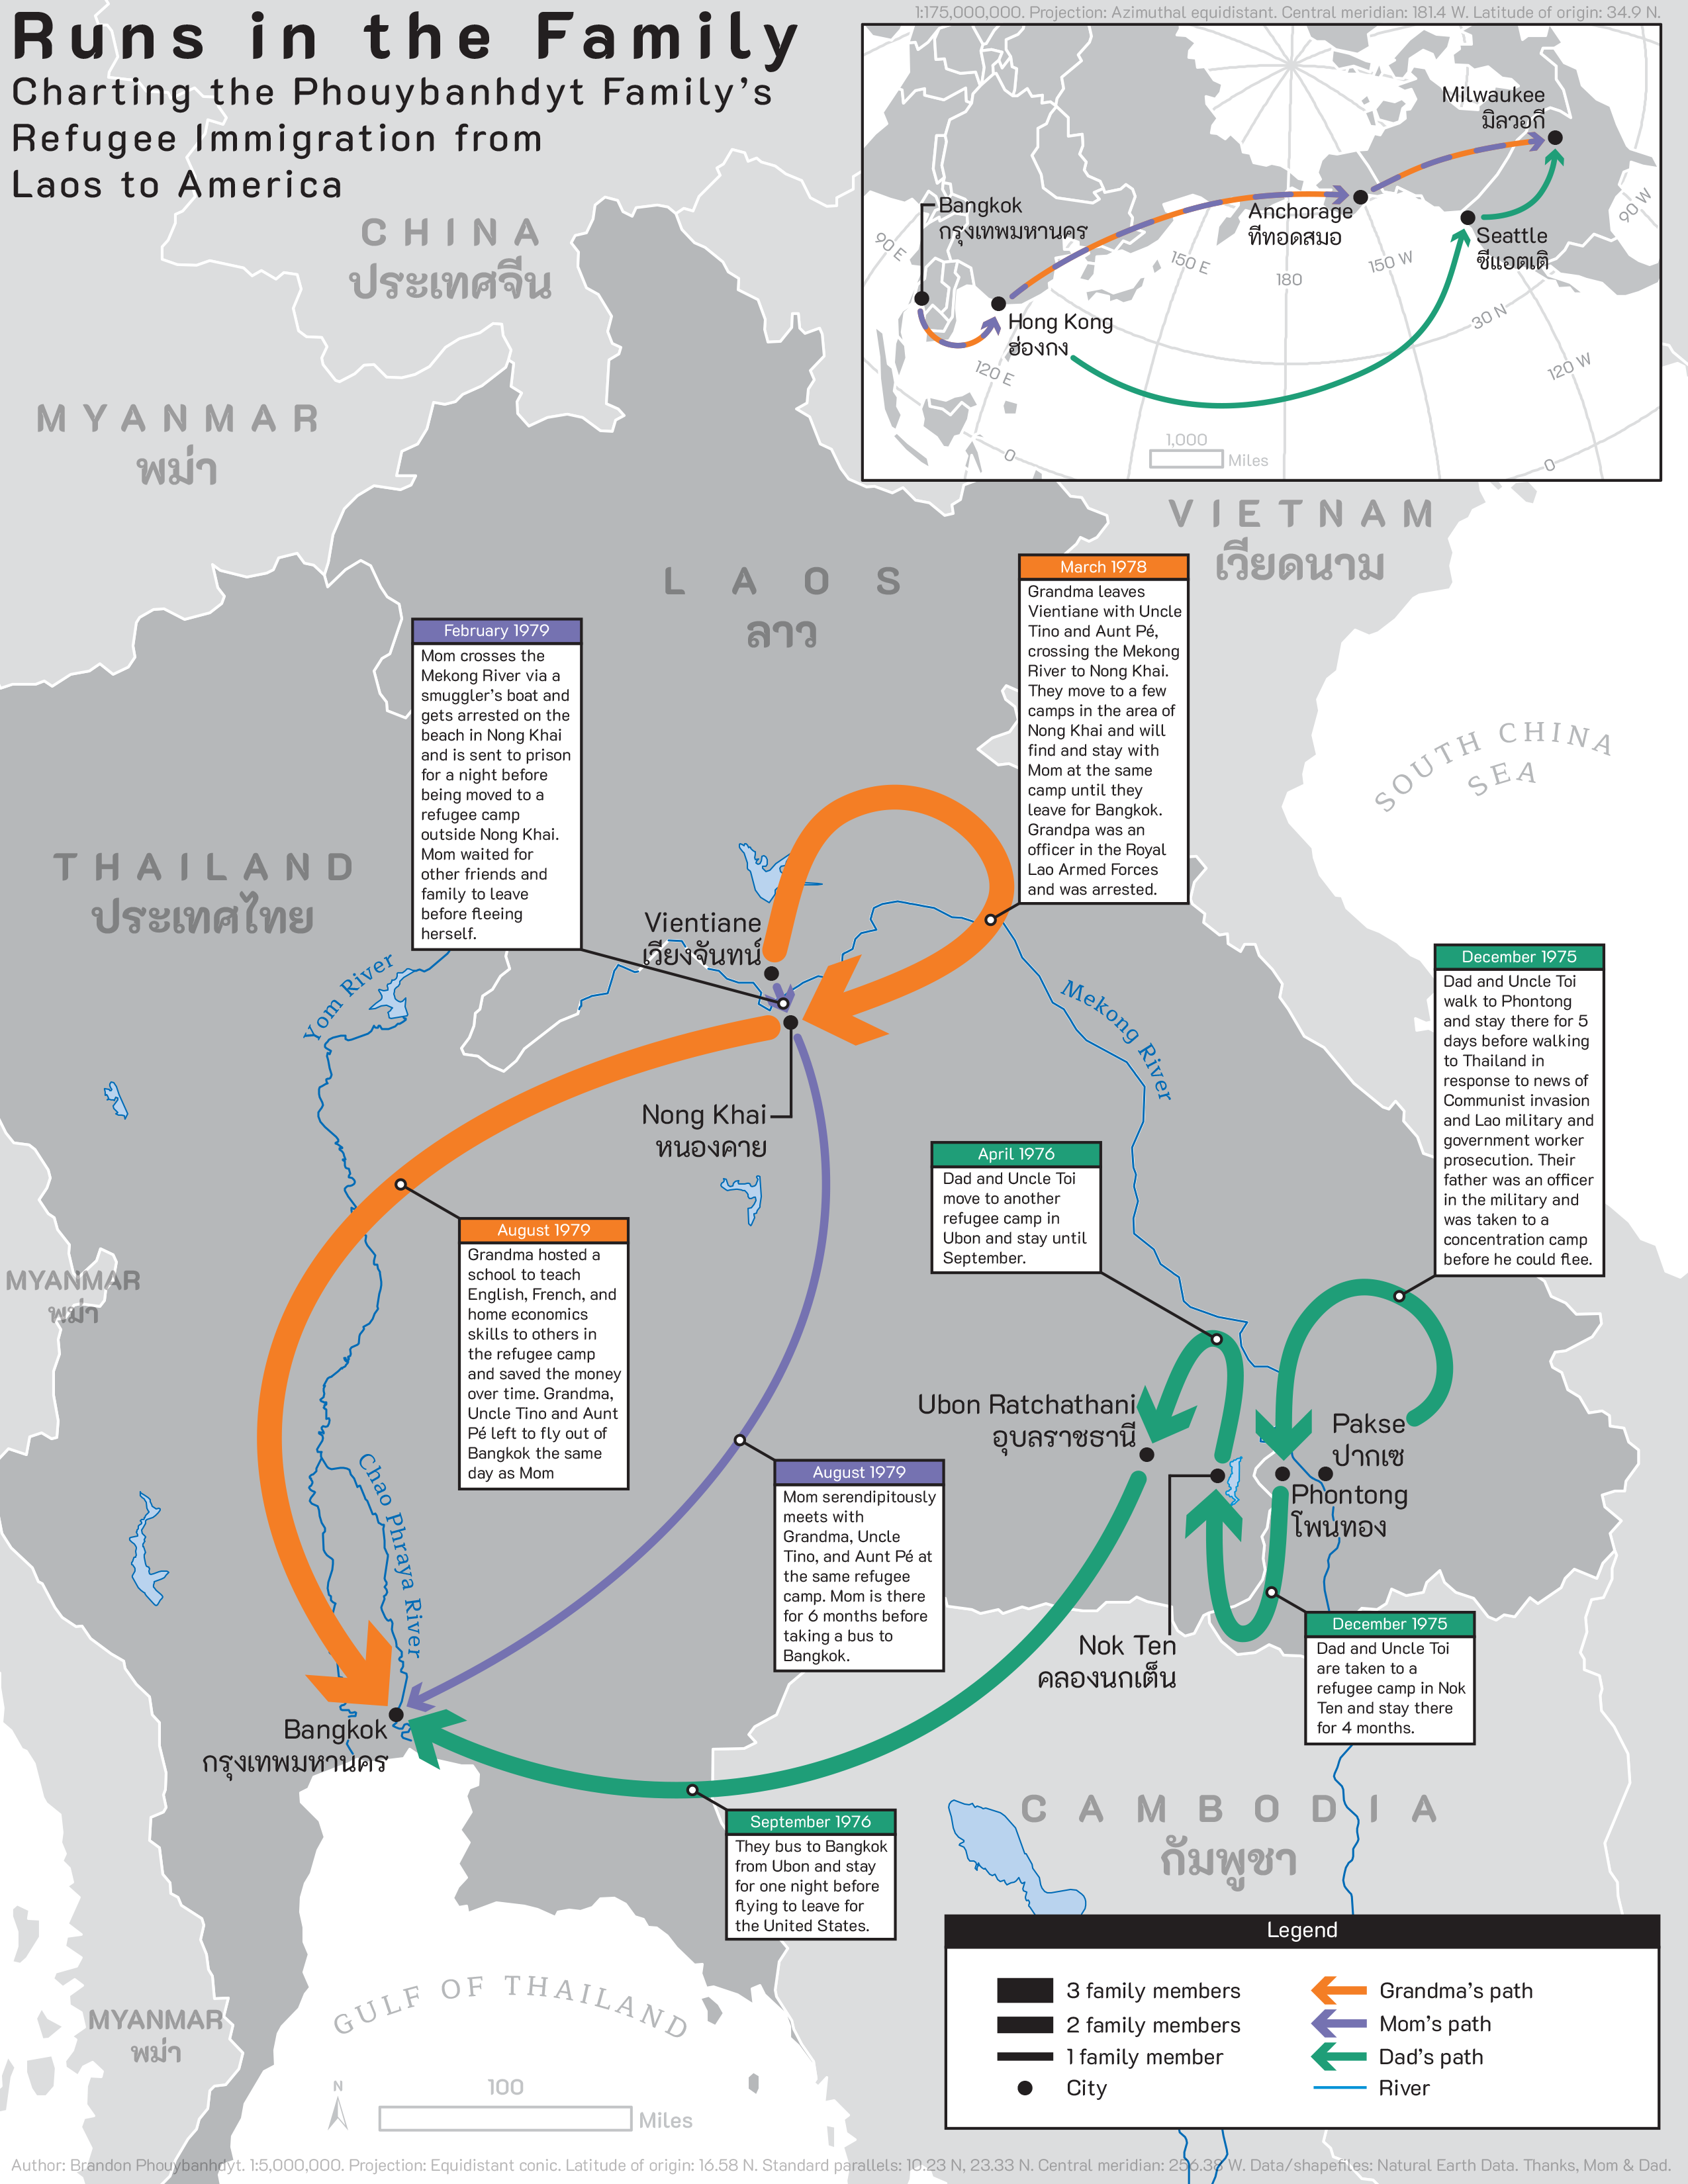 Runs in the Family
Charting the Phouybanhdyt Family's
Refugee Immigration from
Laos to America
1:175,000,000. Projection: Azimuthal equidistant. Central meridian: 181.4 W. Latitude of origin: 34.9 N.
Milwaukee
มิลวอกี
Bangkok
กรุงเทพมหานคร
Anchorage
ที่ทอดสมอ
Seattle
ซีแอตเติ
Hong Kong
ฮ่องกง
90 E
120 E
150 E
180
150 W
120 W
90 W
30 N
0
0
1,000
Miles
CHINA
ประเทศจีน
MYANMAR
พม่า
VIETNAM
เวียดนาม
LAOS
ลาว
THAILAND
ประเทศไทย
SOUTH CHINA
SEA
March 1978
Grandma leaves
Vientiane with Uncle
Tino and Aunt Pé,
crossing the Mekong
River to Nong Khai.
They move to a few
camps in the area of
Nong Khai and will
find and stay with
Mom at the same
camp until they
leave for Bangkok.
Grandpa was an
officer in the Royal
Lao Armed Forces
and was arrested.
February 1979
Mom crosses the
Mekong River via a
smuggler's boat and
gets arrested on the
beach in Nong Khai
and is sent to prison
for a night before
being moved to a
refugee camp
outside Nong Khai.
Mom waited for
other friends and
family to leave
before fleeing
herself.
Vientiane
เวียงจันทน์
Yom River
Mekong River
Nong Khai
หนองคาย
December 1975
Dad and Uncle Toi
walk to Phontong
and stay there for 5
days before walking
to Thailand in
response to news of
Communist invasion
and Lao military and
government worker
prosecution. Their
father was an officer
in the military and
was taken to a
concentration camp
before he could flee.
April 1976
Dad and Uncle Toi
move to another
refugee camp in
Ubon and stay until
September.
MYANMAR
พม่า
August 1979
Grandma hosted a
school to teach
English, French, and
home economics
skills to others in
the refugee camp
and saved the money
over time. Grandma,
Uncle Tino and Aunt
Pé left to fly out of
Bangkok the same
day as Mom
Ubon Ratchathani
อุบลราชธานี
Pakse
ปากเซ
Phontong
โพนทอง
August 1979
Mom serendipitously
meets with
Grandma, Uncle
Tino, and Aunt Pé at
the same refugee
camp. Mom is there
for 6 months before
taking a bus to
Bangkok.
Chao Phraya River
Nok Ten
คลองนกเต็น
December 1975
Dad and Uncle Toi
are taken to a
refugee camp in Nok
Ten and stay there
for 4 months.
Bangkok
กรุงเทพมหานคร
September 1976
They bus to Bangkok
from Ubon and stay
for one night before
flying to leave for
the United States.
CAMBODIA
กัมพูชา
GULF OF THAILAND
MYANMAR
พม่า
N
100
Miles
Legend
3 family members
2 family members
1 family member
City
Grandma's path
Mom's path
Dad's path
River
Author: Brandon Phouybanhdyt. 1:5,000,000. Projection: Equidistant conic. Latitude of origin: 16.58 N. Standard parallels: 10.23 N, 23.33 N. Central meridian: 256.38 W. Data/shapefiles: Natural Earth Data. Thanks, Mom & Dad.